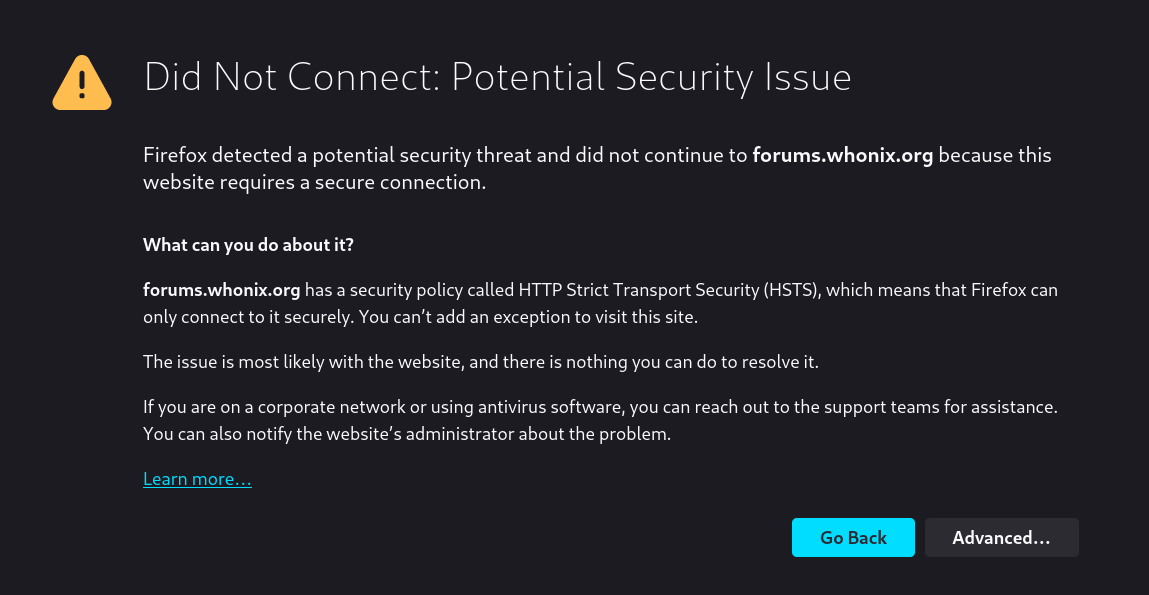 Did Not Connect: Potential Security Issue
Firefox detected a potential security threat and did not continue to forums.whonix.org because this
website requires a secure connection.
What can you do about it?
forums.whonix.org has a security policy called HTTP Strict Transport Security (HSTS), which means that Firefox can
only connect to it securely. You can’t add an exception to visit this site.
The issue is most likely with the website, and there is nothing you can do to resolve it.
If you are on a corporate network or using antivirus software, you can reach out to the support teams for assistance.
You can also notify the website’s administrator about the problem.
Learn more…
Go Back
Advanced…